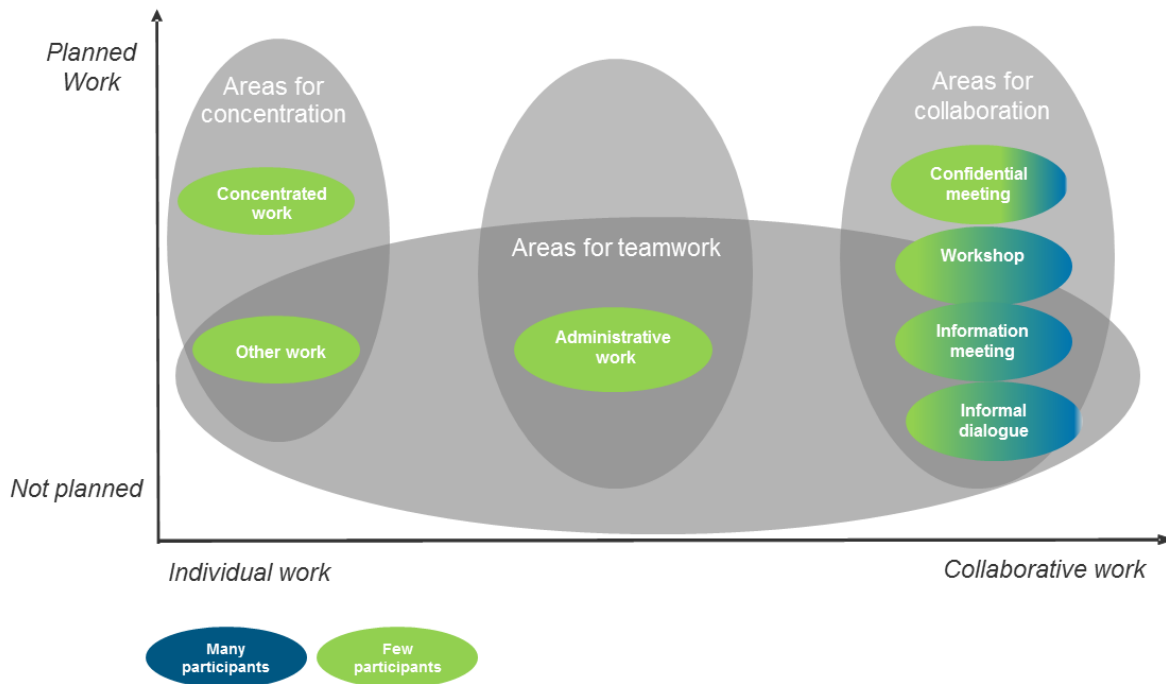 Planned
Work
Areas for
concentration
Areas for
collaboration
Concentrated
work
Confidential
meeting
Areas for teamwork
Workshop
Other work
Administrative
work
Information
meeting
Informal
dialogue
Not planned
Individual work
Collaborative work
Many
participants
Few
participants